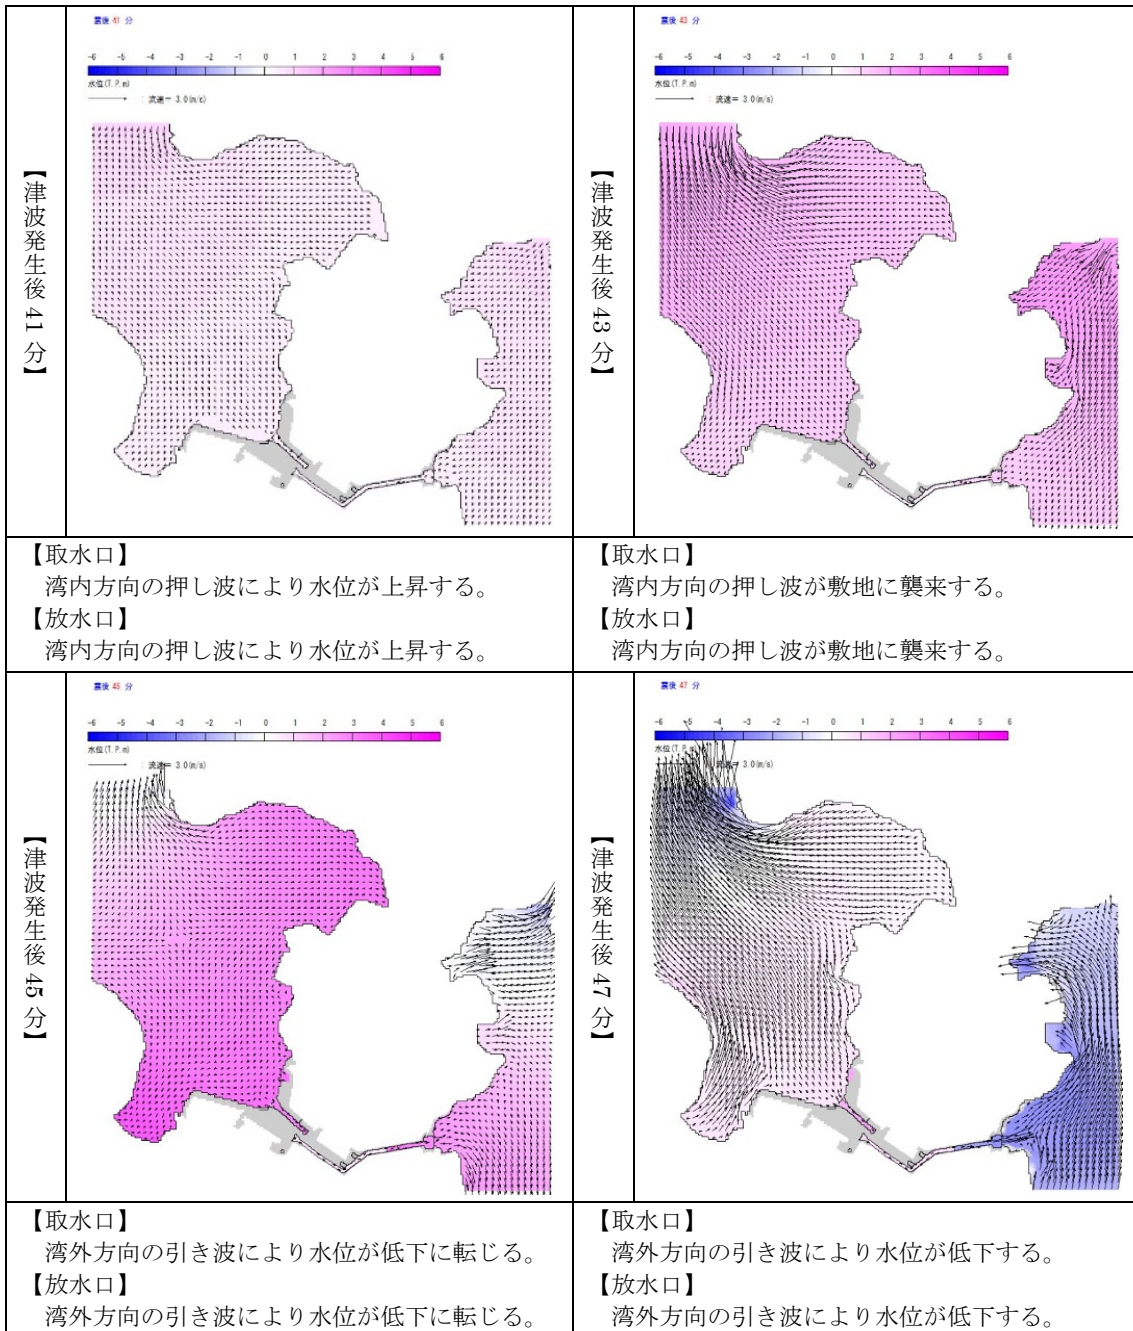 震後 41 分
-6 -5 -4 -3 -2 -1 0 1 2 3 4 5 6
水位(T.P.m)
: 流速= 3.0(m/s)
【津波発生後 41 分】
【取水口】
湾内方向の押し波により水位が上昇する。
【放水口】
湾内方向の押し波により水位が上昇する。
震後 43 分
-6 -5 -4 -3 -2 -1 0 1 2 3 4 5 6
水位(T.P.m)
: 流速= 3.0(m/s)
【津波発生後 43 分】
【取水口】
湾内方向の押し波が敷地に襲来する。
【放水口】
湾内方向の押し波が敷地に襲来する。
震後 45 分
-6 -5 -4 -3 -2 -1 0 1 2 3 4 5 6
水位(T.P.m)
: 流速= 3.0(m/s)
【津波発生後 45 分】
【取水口】
湾外方向の引き波により水位が低下に転じる。
【放水口】
湾外方向の引き波により水位が低下に転じる。
震後 47 分
-6 -5 -4 -3 -2 -1 0 1 2 3 4 5 6
水位(T.P.m)
流速= 3.0(m/s)
【津波発生後 47 分】
【取水口】
湾外方向の引き波により水位が低下する。
【放水口】
湾外方向の引き波により水位が低下する。